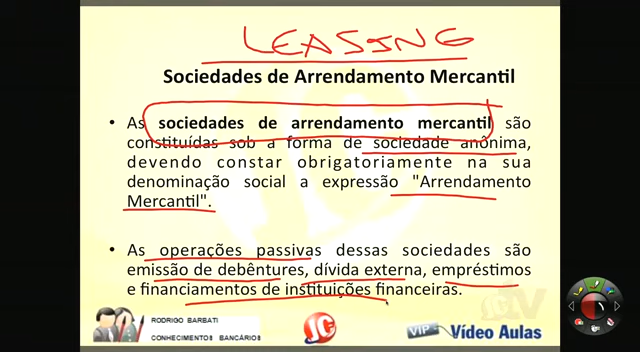 LEASING
Sociedades de Arrendamento Mercantil
• As sociedades de arrendamento mercantil são
constituídas sob a forma de sociedade anônima,
devendo constar obrigatoriamente na sua
denominação social a expressão "Arrendamento
Mercantil".
• As operações passivas dessas sociedades são
emissão de debêntures, dívida externa, empréstimos
e financiamentos de instituições financeiras.
RODRIGO BARBATI
CONHECIMENTOS BANCÁRIOS
VIP Vídeo Aulas